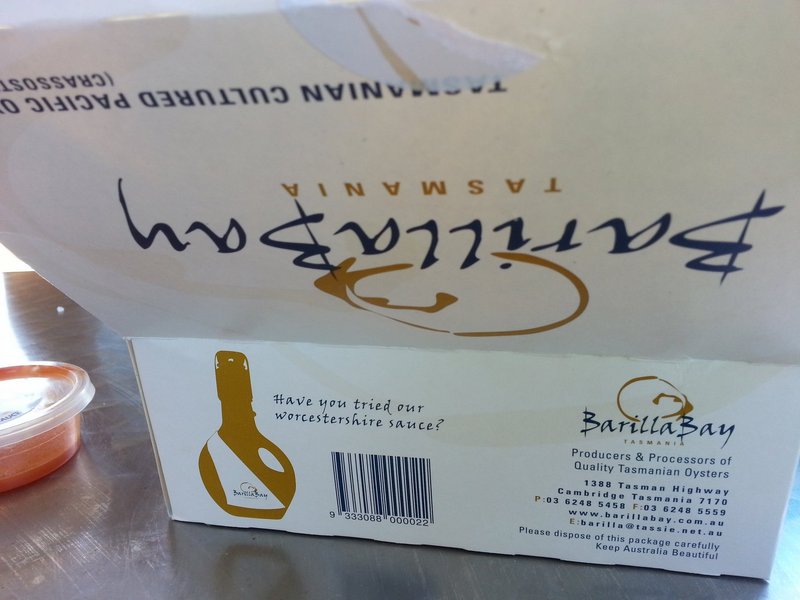 TASMANIAN CULTURED PACIFIC
(CRASSOST
BarillaBay
TASMANIA
Have you tried our
worcestershire sauce?
BarillaBay
9 333088 000022
BarillaBay
TASMANIA
Producers & Processors of
Quality Tasmanian Oysters
1388 Tasman Highway
Cambridge Tasmania 7170
P:03 6248 5458 F:03 6248 5559
www.barillabay.com.au
E:barilla@tassie.net.au
Please dispose of this package carefully
Keep Australia Beautiful